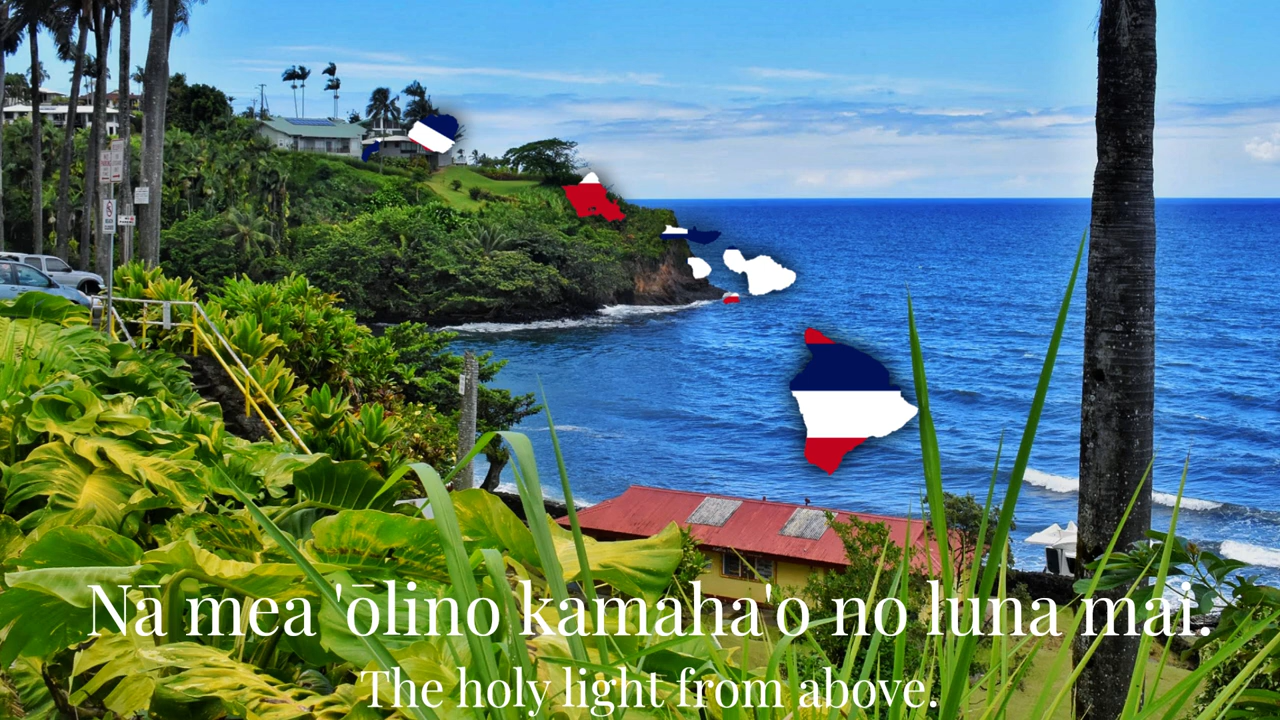 Nā mea 'ōlino kamaha'o no luna mai.
The holy light from above.